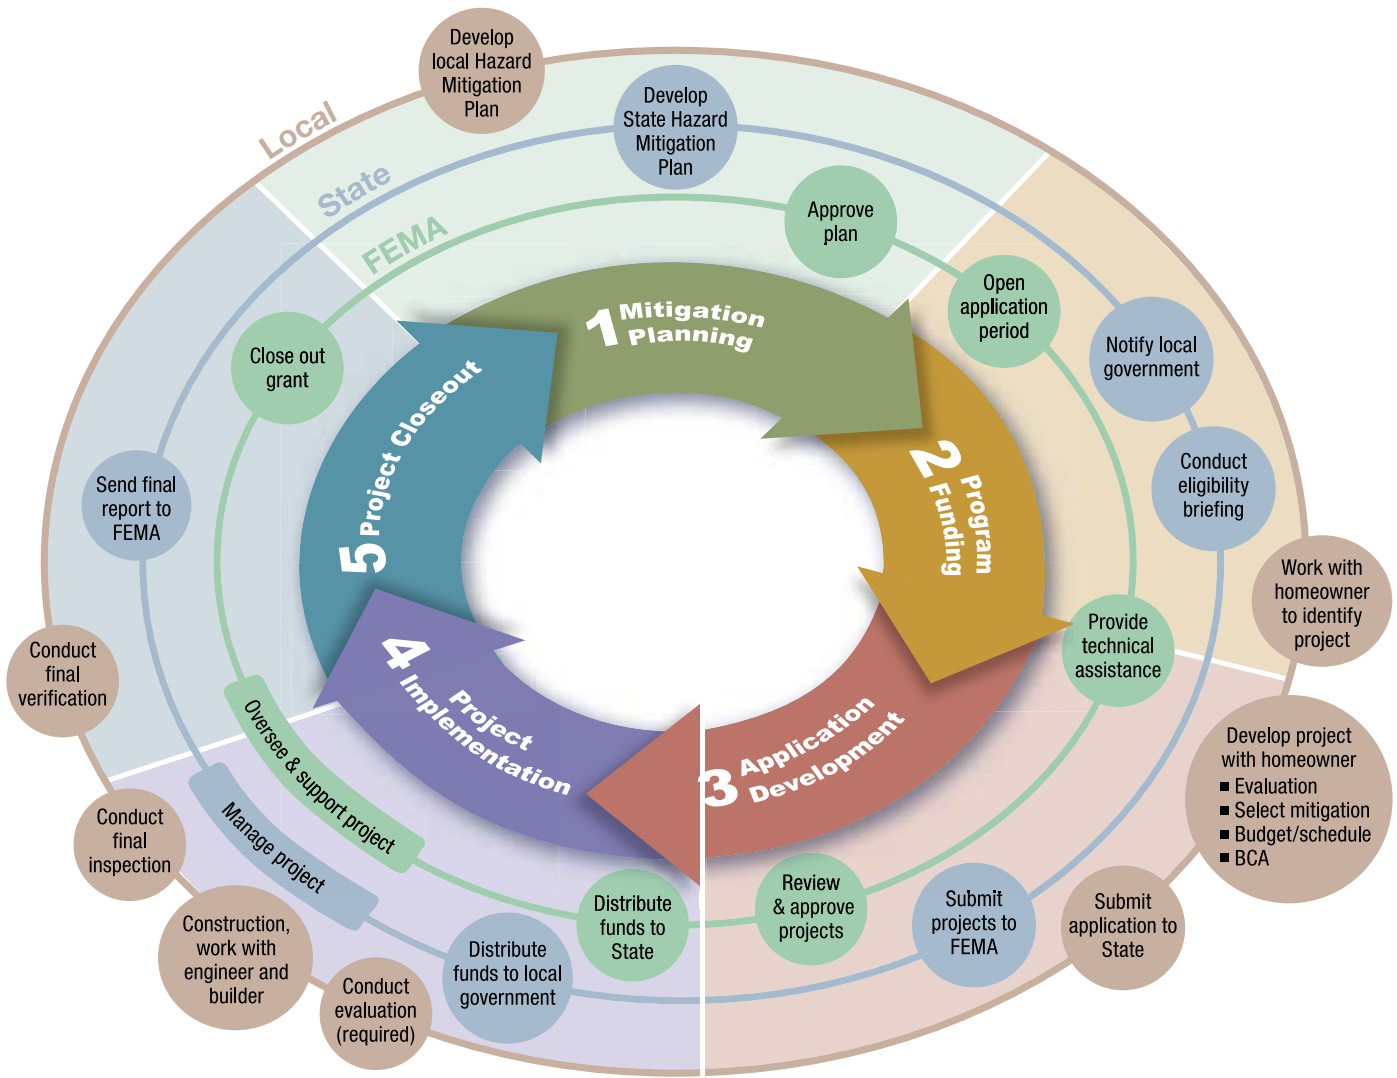 Local
State
FEMA
Develop
local Hazard
Mitigation
Plan
Develop
State Hazard
Mitigation
Plan
Approve
plan
1 Mitigation
Planning
Open
application
period
Notify local
government
Conduct
eligibility
briefing
2 Program
Funding
Work with
homeowner
to identify
project
Provide
technical
assistance
Develop project
with homeowner
■ Evaluation
■ Select mitigation
■ Budget/schedule
■ BCA
3 Application
Development
Submit
application to
State
Submit
projects to
FEMA
Review
& approve
projects
Distribute
funds to
State
Distribute
funds to local
government
4 Project
Implementation
Conduct
evaluation
(required)
Construction,
work with
engineer and
builder
Oversee & support project
Manage project
Conduct
final
inspection
Conduct
final
verification
5 Project Closeout
Send final
report to
FEMA
Close out
grant